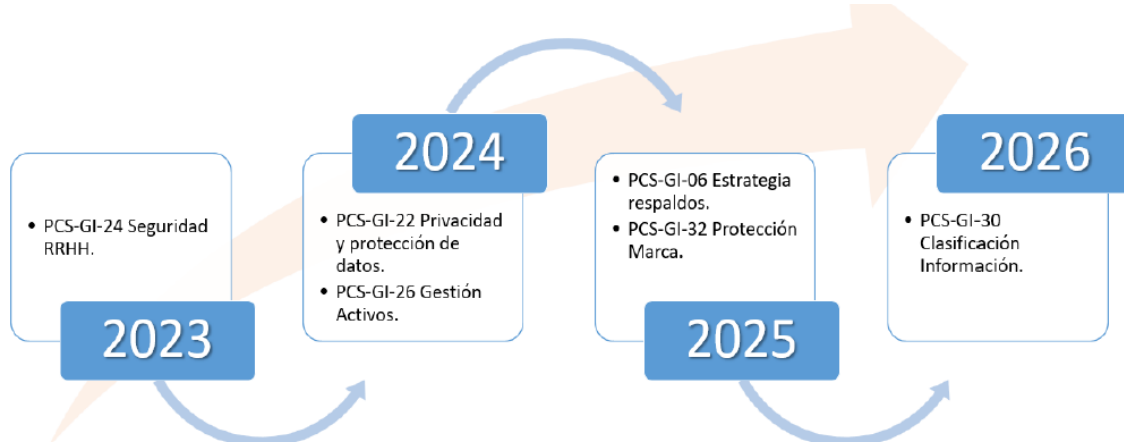 • PCS-GI-24 Seguridad
RRHH.
2023
2024
• PCS-GI-22 Privacidad
y protección de
datos.
• PCS-GI-26 Gestión
Activos.
• PCS-GI-06 Estrategia
respaldos.
• PCS-GI-32 Protección
Marca.
2025
2026
• PCS-GI-30
Clasificación
Información.